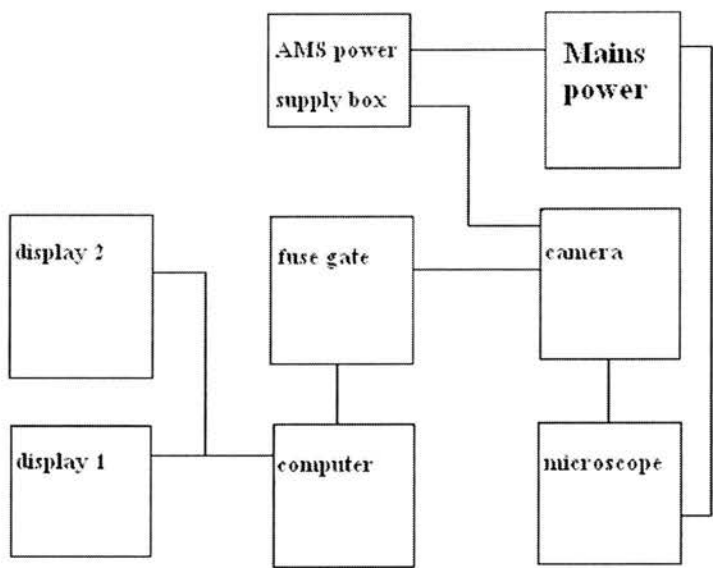 AMS power
supply box
Mains
power
display 2
fuse gate
camera
display 1
computer
microscope